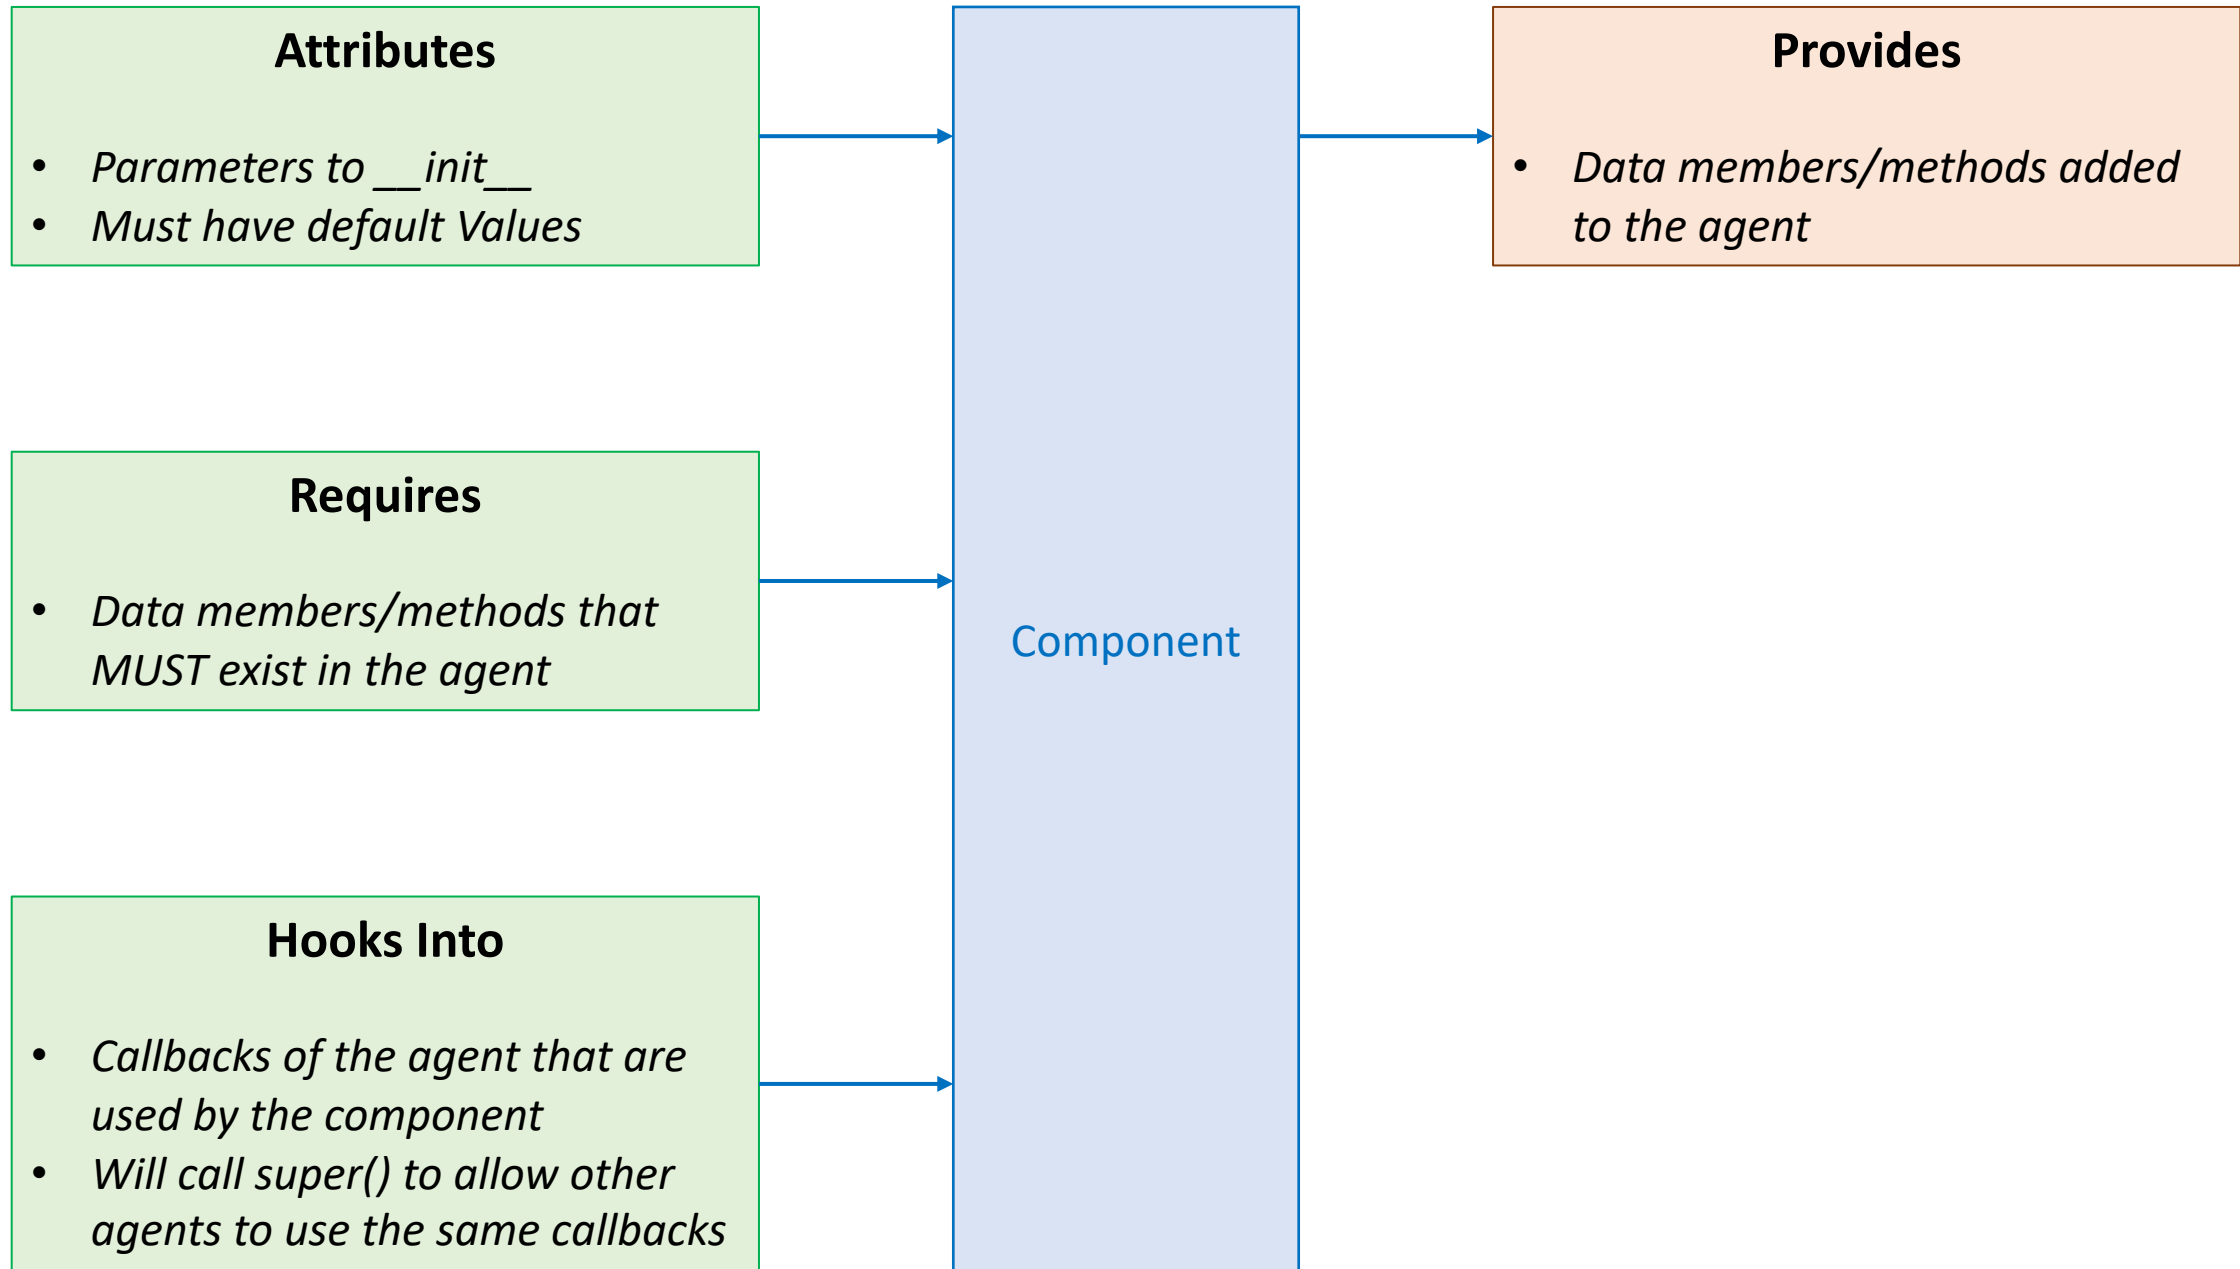 Attributes
• Parameters to __init__
• Must have default Values
Provides
• Data members/methods added
to the agent
Requires
• Data members/methods that
MUST exist in the agent
Component
Hooks Into
• Callbacks of the agent that are
used by the component
• Will call super() to allow other
agents to use the same callbacks